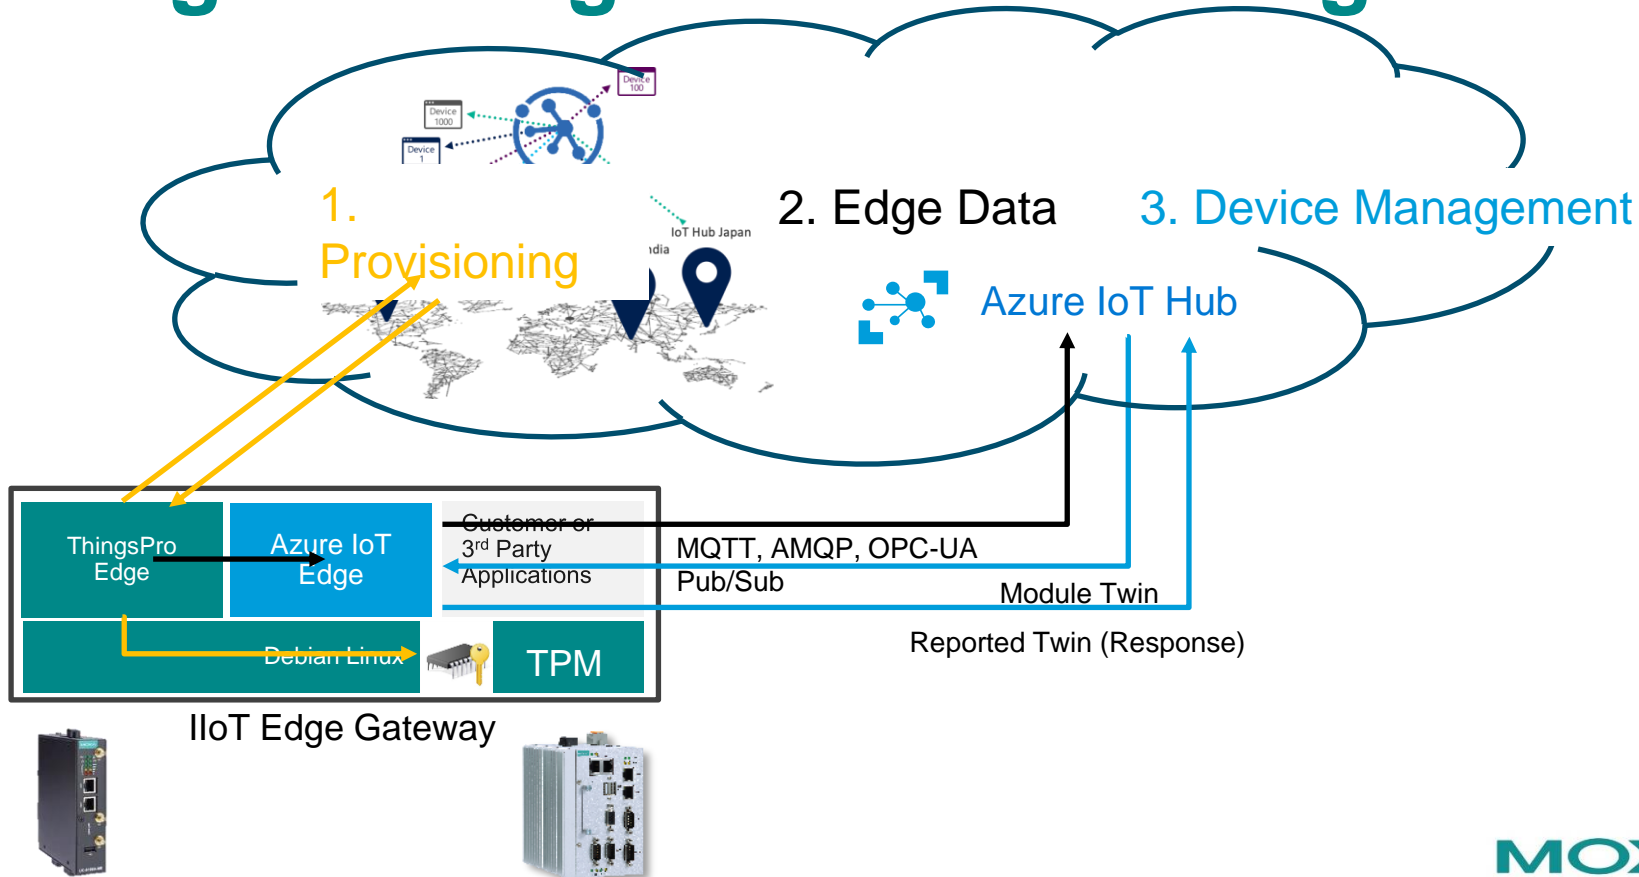 Device
100
Device
1000
Device
1
1.
Provisioning
2. Edge Data
3. Device Management
IoT Hub Japan
ndia
Azure IoT Hub
ThingsPro
Edge
Azure IoT
Edge
Customer or
3rd Party
Applications
MQTT, AMQP, OPC-UA
Pub/Sub
Module Twin
Reported Twin (Response)
Debian Linux
TPM
IIoT Edge Gateway
MOX